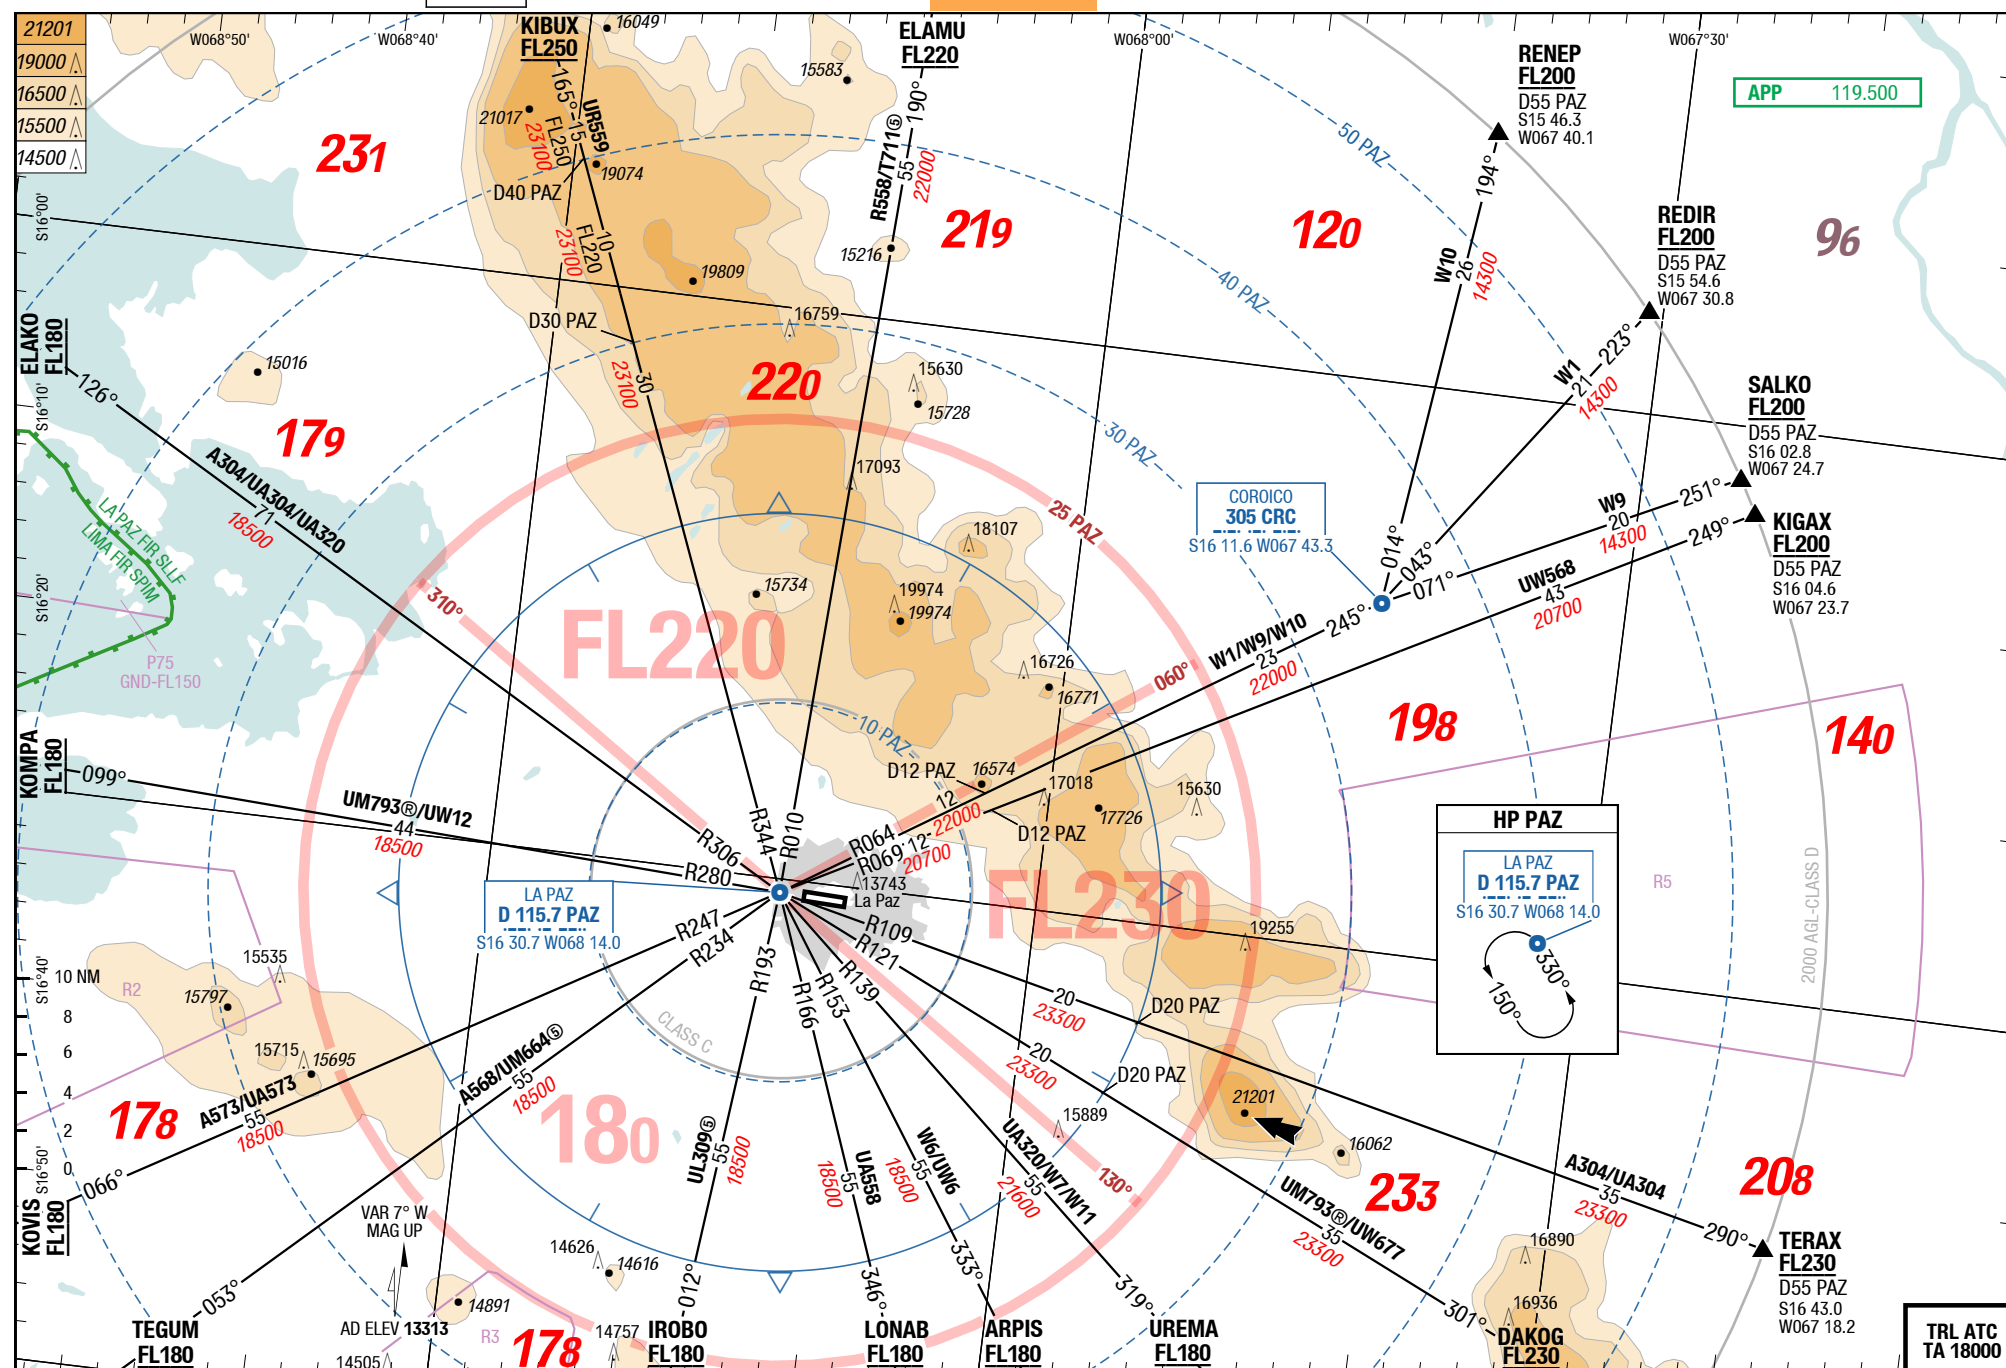 21201
19000
16500
15500
14500
W068°50'
W068°40'
KIBUX
FL250
16049
ELAMU
FL220
W068°00'
W067°30'
RENEP
FL200
D55 PAZ
S15 46.3
W067 40.1
APP 119.500
15583
21017
165°
15
FL250
UR559
23100
19074
D40 PAZ
190°
R558/T711⑤
55
22000
50 PAZ
231
219
120
96
194°
W10
26
14300
REDIR
FL200
D55 PAZ
S15 54.6
W067 30.8
S16°00'
10
FL220
23100
15216
19809
40 PAZ
16759
D30 PAZ
30
23100
223°
W1
21
14300
ELAKO
FL180
126°
15016
220
15630
15728
SALKO
FL200
D55 PAZ
S16 02.8
W067 24.7
S16°10'
179
A304/UA304/UA320
71
18500
17093
30 PAZ
25 PAZ
COROICO
305 CRC
S16 11.6 W067 43.3
W9
20
14300
251°
249°
KIGAX
FL200
D55 PAZ
S16 04.6
W067 23.7
LA PAZ FIR SLLF
LIMA FIR SPIM
18107
014°
043°
071°
UW568
43
20700
S16°20'
310°
15734
19974
19974
FL220
245°
W1/W9/W10
23
22000
060°
P75
GND-FL150
16726
16771
198
140
10 PAZ
KOMPA
FL180
099°
UM793Ⓡ/UW12
44
18500
D12 PAZ
16574
17018
15630
17726
12
22000
D12 PAZ
R344
R010
R064
R069
12
20700
R306
R280
13743
La Paz
LA PAZ
D 115.7 PAZ
S16 30.7 W068 14.0
FL230
R247
R234
R193
R166
R153
R139
R121
R109
HP PAZ
LA PAZ
D 115.7 PAZ
S16 30.7 W068 14.0
330°
150°
R5
2000 AGL-CLASS D
19255
S16°40'
10 NM
8
6
4
2
0
R2
15535
15797
15715
15695
CLASS C
20
23300
D20 PAZ
20
23300
D20 PAZ
A568/UM664⑤
55
18500
A573/UA573
55
18500
178
180
21201
15889
16062
UL309⑤
55
18500
UA558
55
18500
W6/UW6
55
18500
UA320/W7/W11
55
21600
130°
233
208
A304/UA304
35
23300
290°
UM793Ⓡ/UW677
35
23300
301°
TERAX
FL230
D55 PAZ
S16 43.0
W067 18.2
S16°50'
KOVIS
FL180
066°
053°
VAR 7° W
MAG UP
14626
14616
14891
012°
346°
333°
319°
16890
16936
TEGUM
FL180
AD ELEV 13313
14505
R3
178
14757
IROBO
FL180
LONAB
FL180
ARPIS
FL180
UREMA
FL180
DAKOG
FL230
TRL ATC
TA 18000